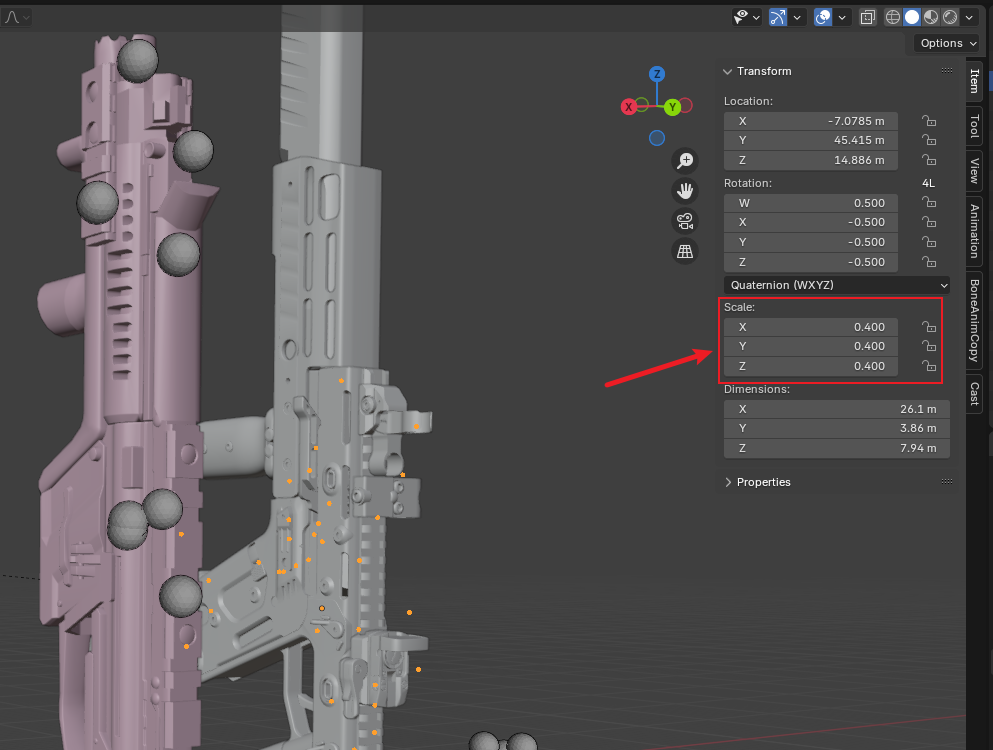 Options
Z
X
Y
Transform
Location:
X -7.0785 m
Y 45.415 m
Z 14.886 m
Rotation: 4L
W 0.500
X -0.500
Y -0.500
Z -0.500
Quaternion (WXYZ)
Scale:
X 0.400
Y 0.400
Z 0.400
Dimensions:
X 26.1 m
Y 3.86 m
Z 7.94 m
Properties
Item
Tool
View
Animation
BoneAnimCopy
Cast